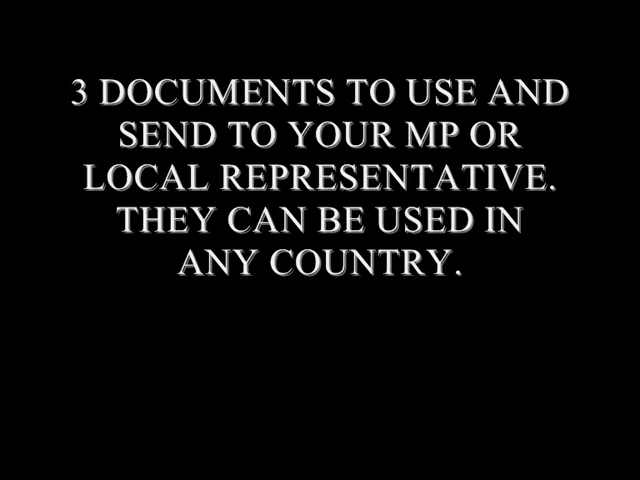 3 DOCUMENTS TO USE AND
SEND TO YOUR MP OR
LOCAL REPRESENTATIVE.
THEY CAN BE USED IN
ANY COUNTRY.